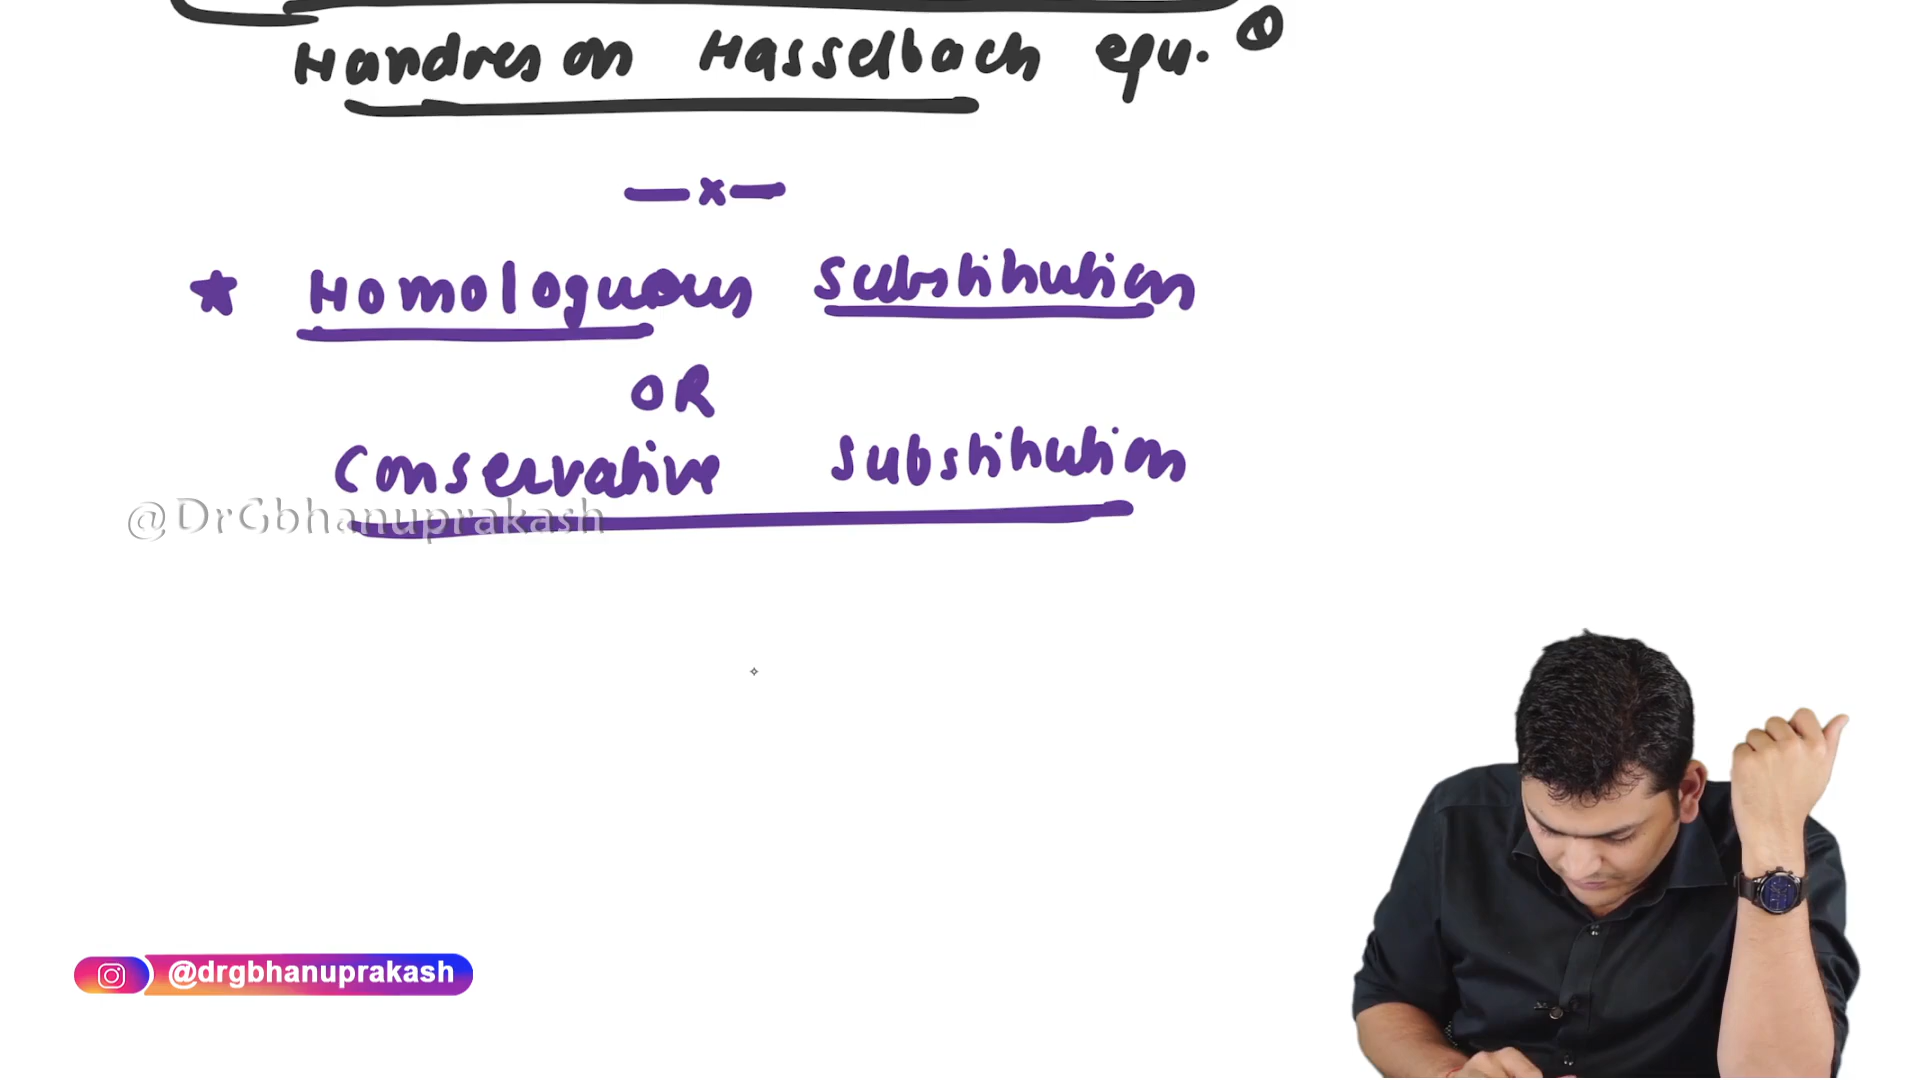 Handreson Hasselbach equ.
—x—
★ Homologuous Substitution
OR
Conservative Substitution
@DrGbhanuprakash
@drgbhanuprakash